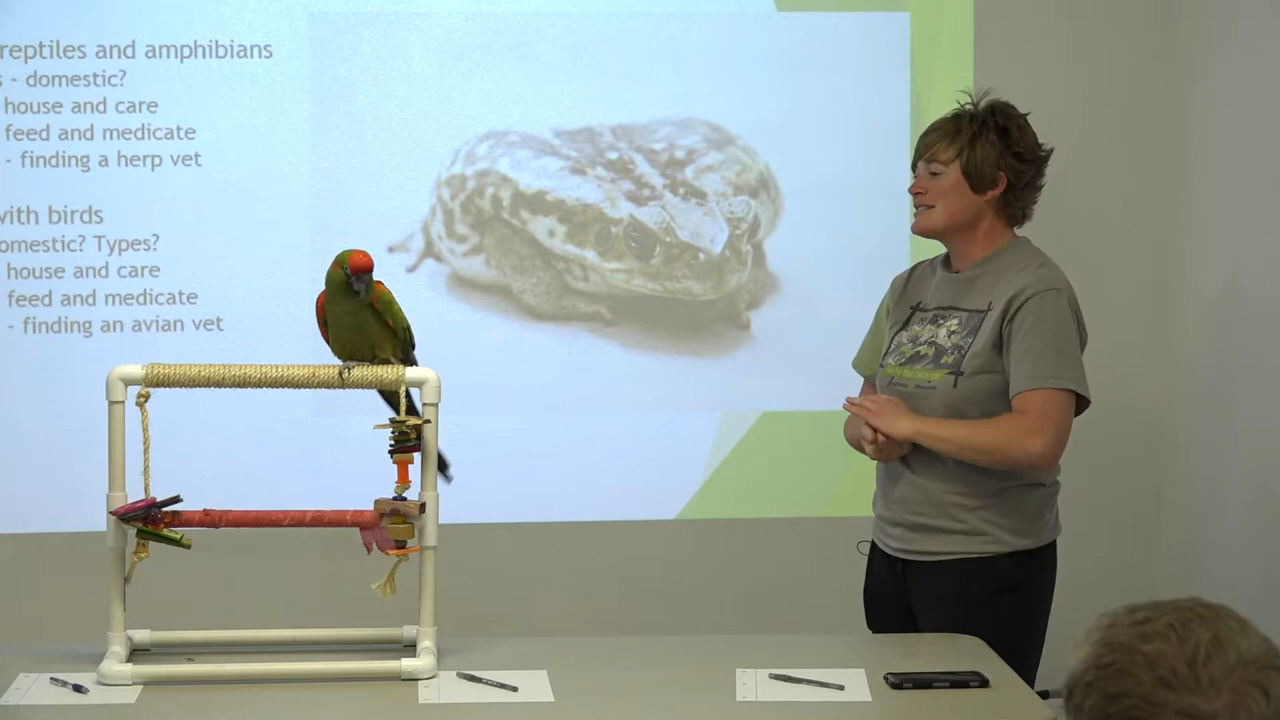 reptiles and amphibians
s - domestic?
house and care
feed and medicate
- finding a herp vet
with birds
omestic? Types?
house and care
feed and medicate
- finding an avian vet